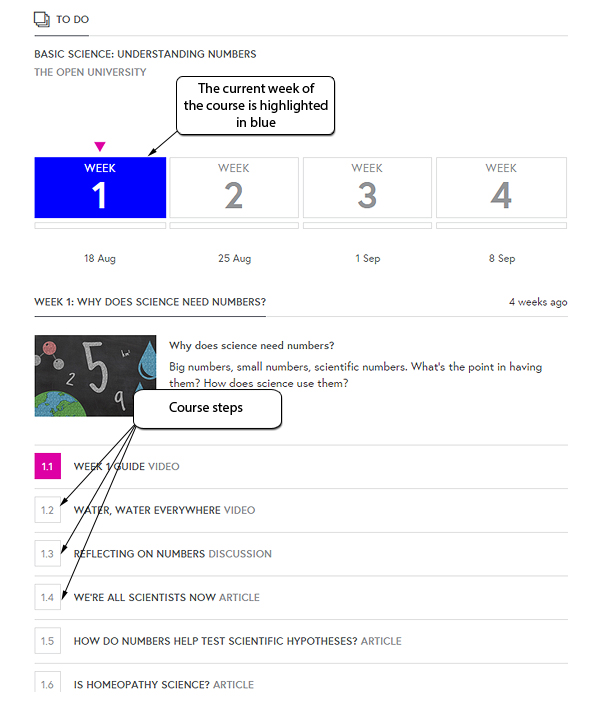 TO DO
BASIC SCIENCE: UNDERSTANDING NUMBERS
THE OPEN UNIVERSITY
The current week of
the course is highlighted
in blue
WEEK WEEK WEEK WEEK
1 2 3 4
18 Aug 25 Aug 1 Sep 8 Sep
WEEK 1: WHY DOES SCIENCE NEED NUMBERS? 4 weeks ago
Why does science need numbers?
Big numbers, small numbers, scientific numbers. What's the point in having
them? How does science use them?
5
2
9
Course steps
1.1 WEEK 1 GUIDE VIDEO
1.2 WATER, WATER EVERYWHERE VIDEO
1.3 REFLECTING ON NUMBERS DISCUSSION
1.4 WE'RE ALL SCIENTISTS NOW ARTICLE
1.5 HOW DO NUMBERS HELP TEST SCIENTIFIC HYPOTHESES? ARTICLE
1.6 IS HOMEOPATHY SCIENCE? ARTICLE